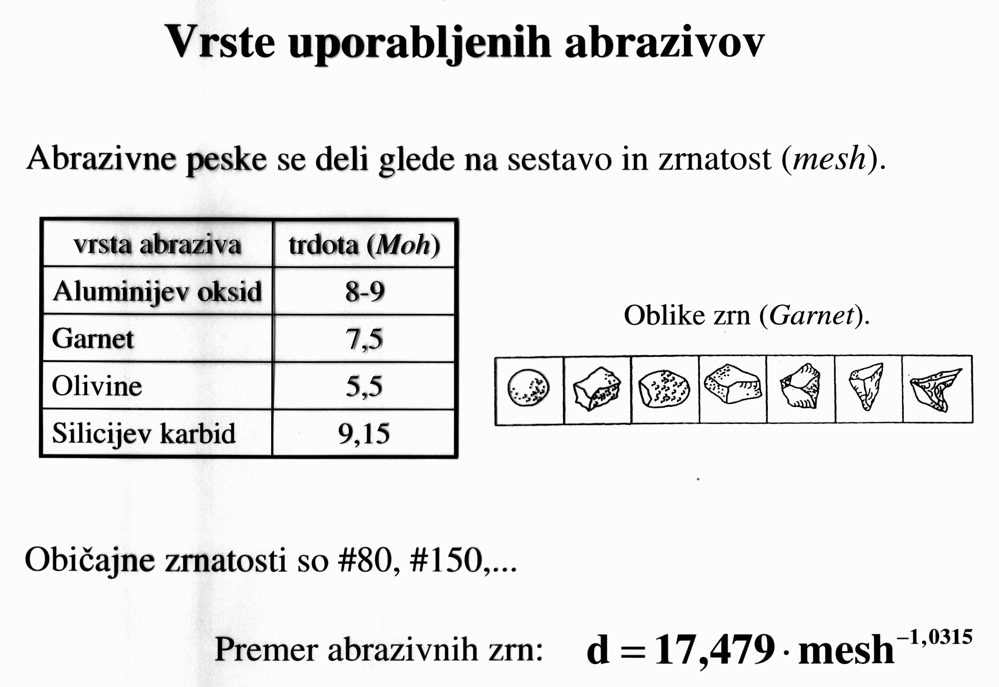 Vrste uporabljenih abrazivov
Abrazivne peske se deli glede na sestavo in zrnatost (mesh).
vrsta abraziva trdota (Moh)
Aluminijev oksid 8-9
Garnet 7,5
Olivine 5,5
Silicijev karbid 9,15
Oblike zrn (Garnet).
Običajne zrnatosti so #80, #150,...
Premer abrazivnih zrn: d = 17,479 · mesh–1,0315